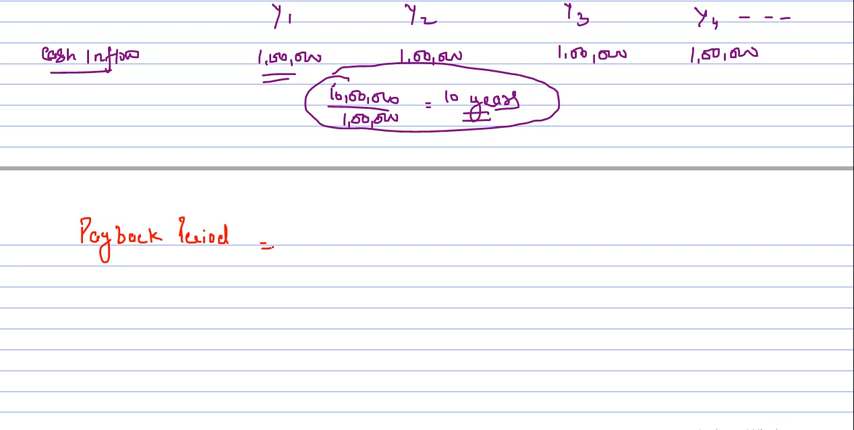 Y1 Y2 Y3 Y4 ---
Cash Inflow 1,00,000 1,00,000 1,00,000 1,00,000
10,00,000
1,00,000 = 10 years
Payback Period =